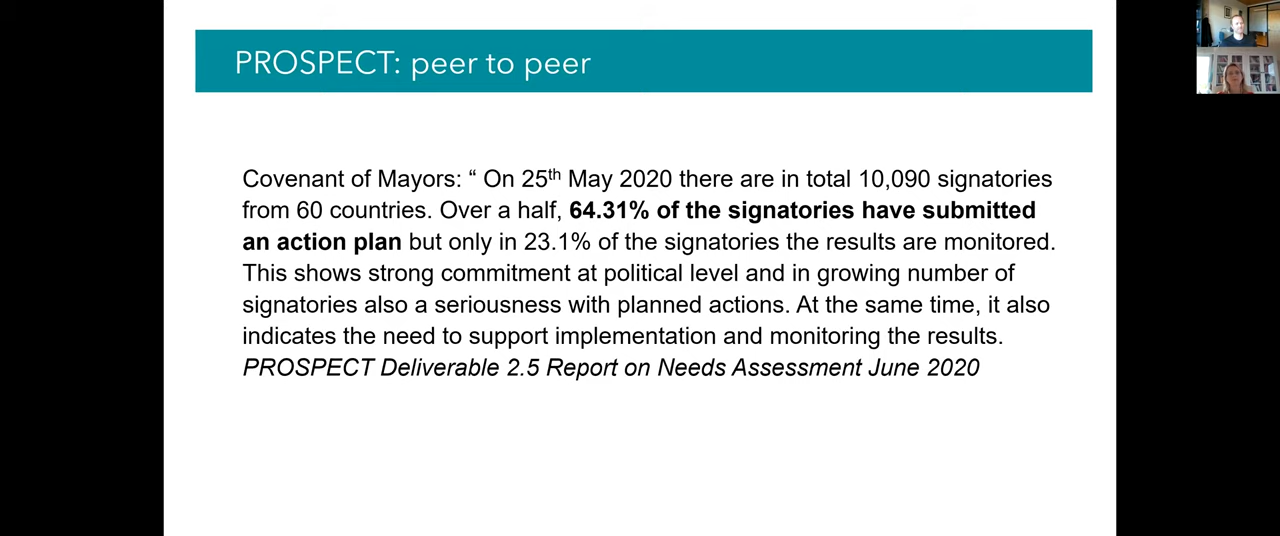 PROSPECT: peer to peer
Covenant of Mayors: “ On 25th May 2020 there are in total 10,090 signatories
from 60 countries. Over a half, 64.31% of the signatories have submitted
an action plan but only in 23.1% of the signatories the results are monitored.
This shows strong commitment at political level and in growing number of
signatories also a seriousness with planned actions. At the same time, it also
indicates the need to support implementation and monitoring the results.
PROSPECT Deliverable 2.5 Report on Needs Assessment June 2020